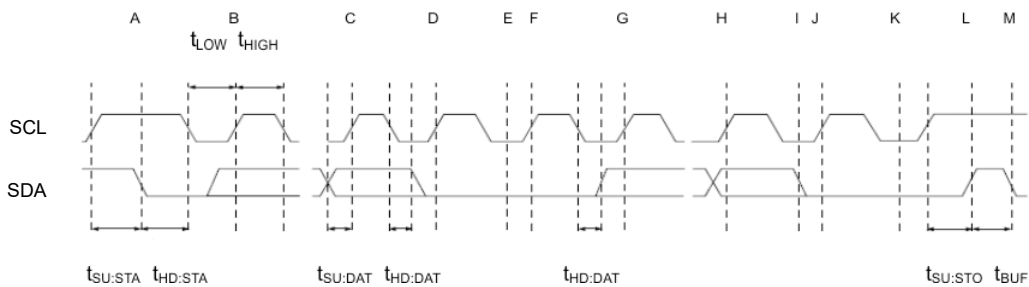 A B C D E F G H I J K L M
tLOW tHIGH
SCL
SDA
tSU:STA tHD:STA tSU:DAT tHD:DAT tHD:DAT tSU:STO tBUF